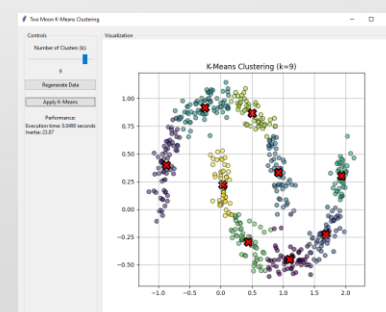 Two Moon K-Means Clustering
Controls
Number of Clusters (k):
9
Regenerate Data
Apply K-Means
Performance:
Execution time: 0.0480 seconds
Inertia: 23.87
Visualization
K-Means Clustering (k=9)
1.00
0.75
0.50
0.25
0.00
−0.25
−0.50
−1.0 −0.5 0.0 0.5 1.0 1.5 2.0